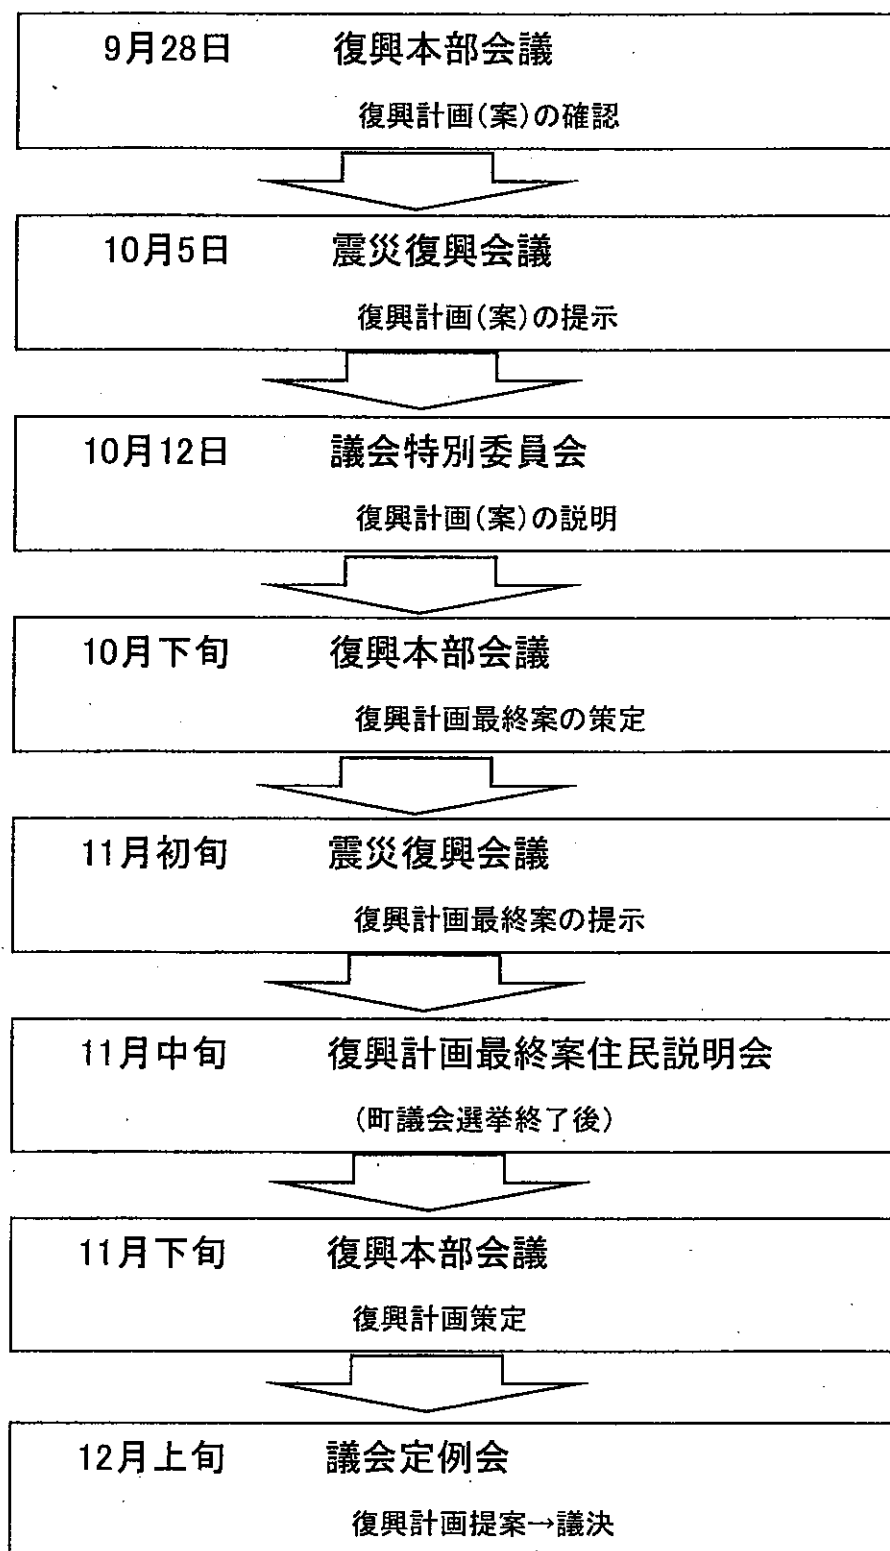 9月28日 復興本部会議
復興計画(案)の確認
10月5日 震災復興会議
復興計画(案)の提示
10月12日 議会特別委員会
復興計画(案)の説明
10月下旬 復興本部会議
復興計画最終案の策定
11月初旬 震災復興会議
復興計画最終案の提示
11月中旬 復興計画最終案住民説明会
(町議会選挙終了後)
11月下旬 復興本部会議
復興計画策定
12月上旬 議会定例会
復興計画提案→議決